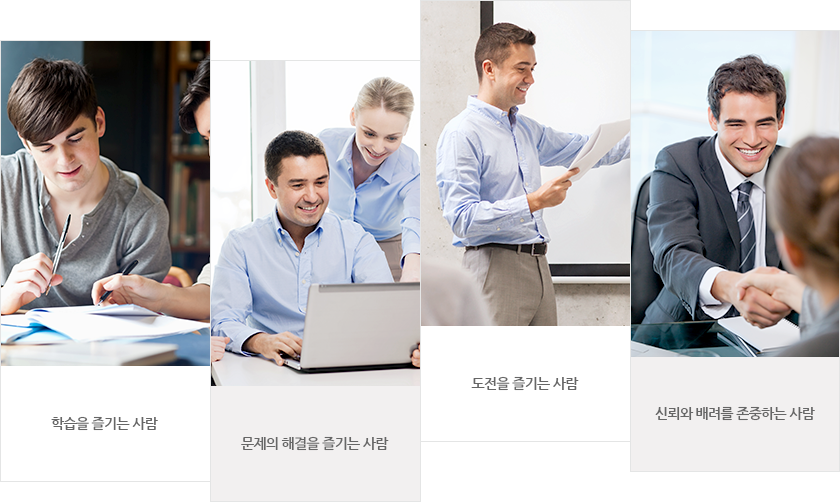 학습을 즐기는 사람
문제의 해결을 즐기는 사람
도전을 즐기는 사람
신뢰와 배려를 존중하는 사람